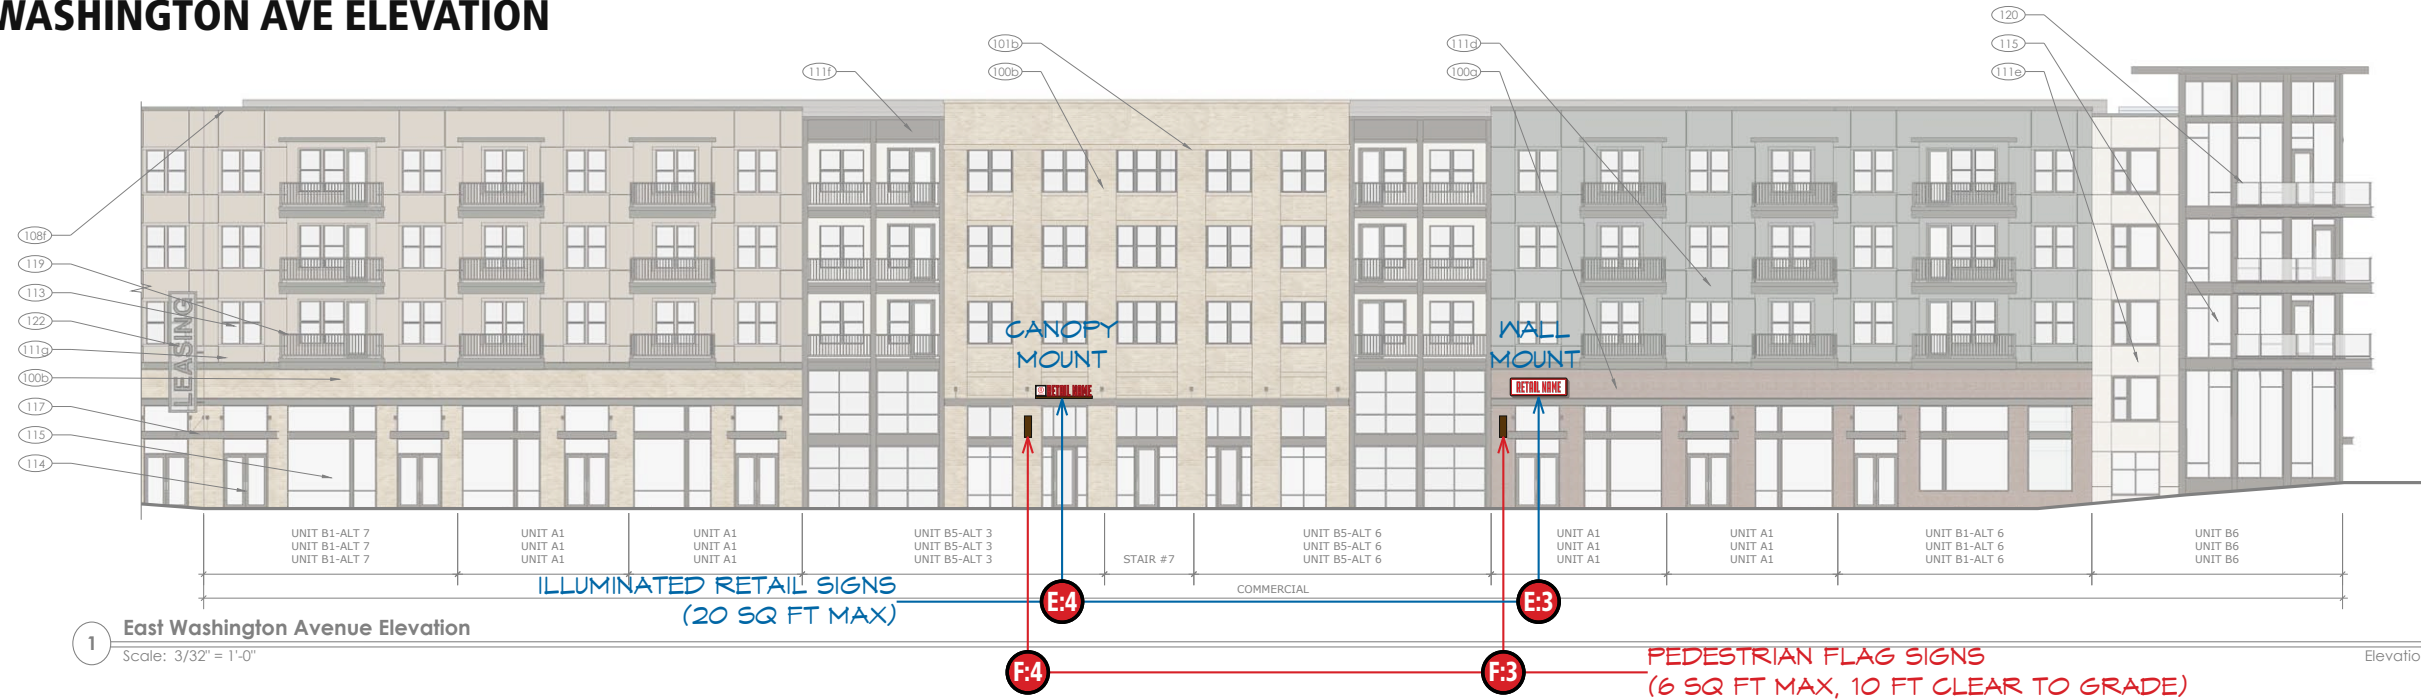 WASHINGTON AVE ELEVATION
120
101b
111d
115
111f
100b
100a
111e
108f
119
113
122
111g
100b
117
115
114
LEASING
CANOPY
MOUNT
WALL
MOUNT
RETAIL NAME
RETAIL NAME
UNIT B1-ALT 7
UNIT B1-ALT 7
UNIT B1-ALT 7
UNIT A1
UNIT A1
UNIT A1
UNIT A1
UNIT A1
UNIT A1
UNIT B5-ALT 3
UNIT B5-ALT 3
UNIT B5-ALT 3
STAIR #7
UNIT B5-ALT 6
UNIT B5-ALT 6
UNIT B5-ALT 6
UNIT A1
UNIT A1
UNIT A1
UNIT A1
UNIT A1
UNIT A1
UNIT B1-ALT 6
UNIT B1-ALT 6
UNIT B1-ALT 6
UNIT B6
UNIT B6
UNIT B6
COMMERCIAL
ILLUMINATED RETAIL SIGNS
(20 SQ FT MAX)
E:4
E:3
1
East Washington Avenue Elevation
Scale: 3/32" = 1'-0"
F:4
F:3
PEDESTRIAN FLAG SIGNS
(6 SQ FT MAX, 10 FT CLEAR TO GRADE)
Elevatio